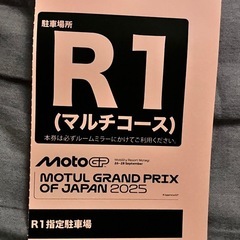 駐車場所
R1
(マルチコース)
本券は必ずルームミラーにかけてご利用ください。
MotoGP
MOTUL GRAND PRIX
OF JAPAN 2025
R1指定駐車場